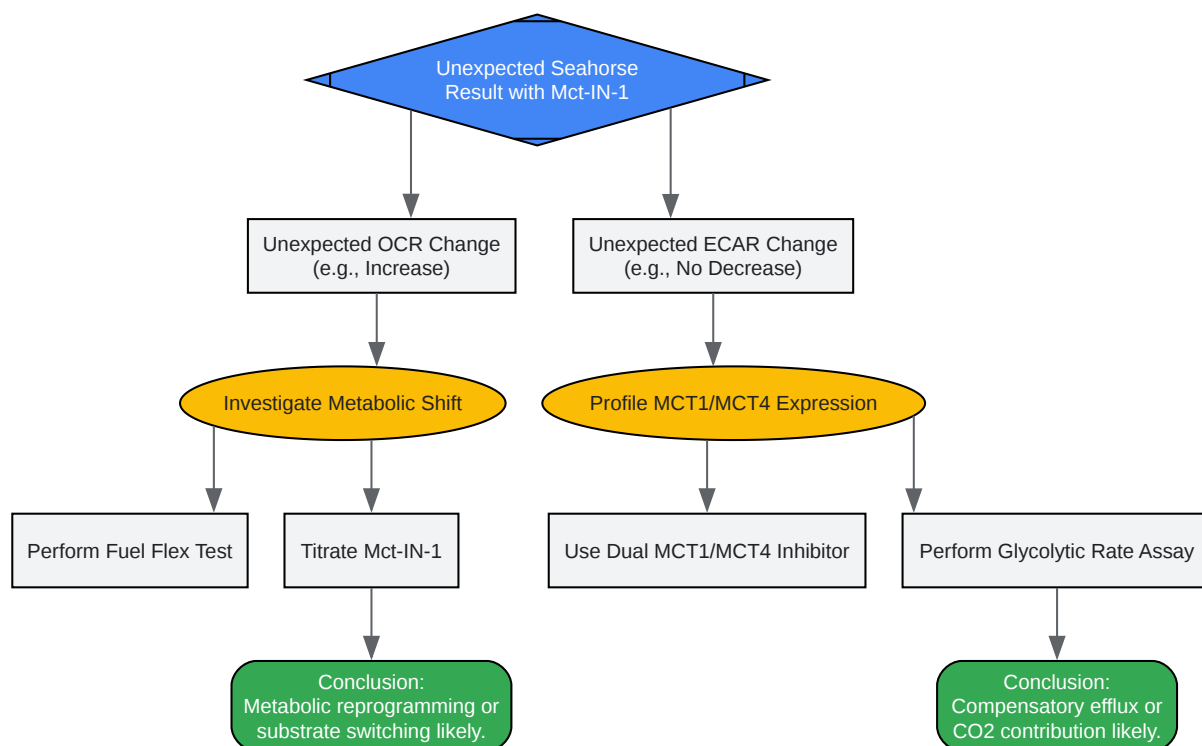 Unexpected Seahorse
Result with Mct-IN-1
Unexpected OCR Change
(e.g., Increase)
Unexpected ECAR Change
(e.g., No Decrease)
Investigate Metabolic Shift
Profile MCT1/MCT4 Expression
Perform Fuel Flex Test
Titrate Mct-IN-1
Use Dual MCT1/MCT4 Inhibitor
Perform Glycolytic Rate Assay
Conclusion:
Metabolic reprogramming or
substrate switching likely.
Conclusion:
Compensatory efflux or
CO2 contribution likely.